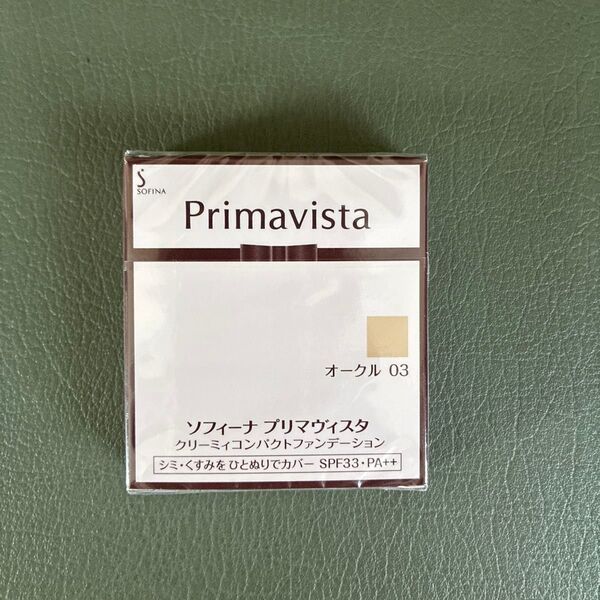 SOFINA
Primavista
オークル 03
ソフィーナ プリマヴィスタ
クリーミィコンパクトファンデーション
シミ・くすみを ひとぬりでカバー SPF33・PA++